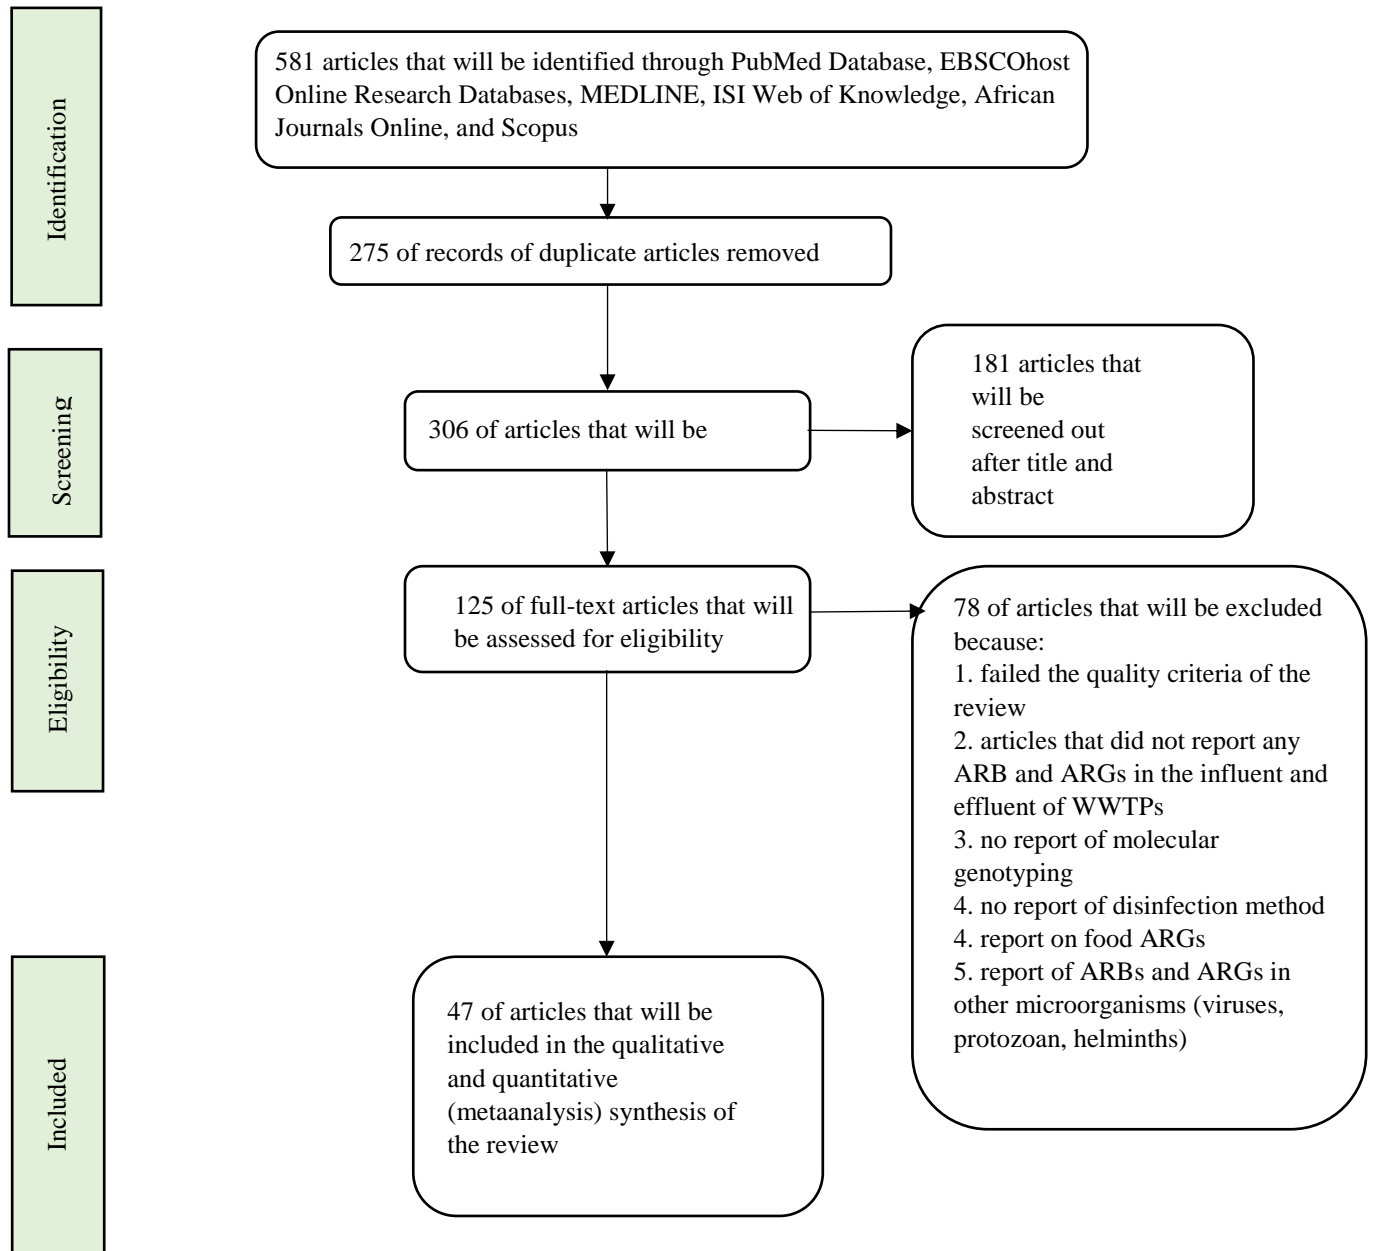 Identification
581 articles that will be identified through PubMed Database, EBSCOhost
Online Research Databases, MEDLINE, ISI Web of Knowledge, African
Journals Online, and Scopus
275 of records of duplicate articles removed
Screening
306 of articles that will be
181 articles that
will be
screened out
after title and
abstract
Eligibility
125 of full-text articles that will
be assessed for eligibility
78 of articles that will be excluded
because:
1. failed the quality criteria of the
review
2. articles that did not report any
ARB and ARGs in the influent and
effluent of WWTPs
3. no report of molecular
genotyping
4. no report of disinfection method
4. report on food ARGs
5. report of ARBs and ARGs in
other microorganisms (viruses,
protozoan, helminths)
Included
47 of articles that will be
included in the qualitative
and quantitative
(metaanalysis) synthesis of
the review